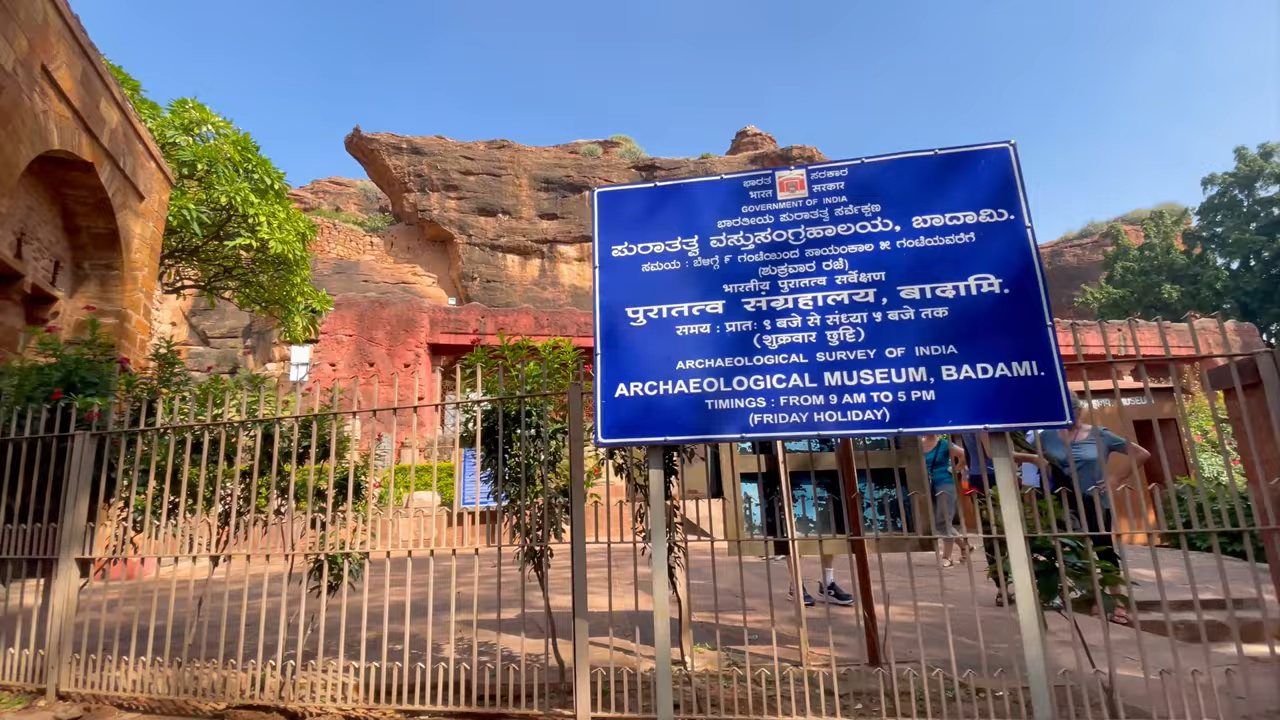 ಭಾರತ ಸರಕಾರ
भारत सरकार
GOVERNMENT OF INDIA
ಭಾರತೀಯ ಪುರಾತತ್ವ ಸರ್ವೆಕ್ಷಣ
ಪುರಾತತ್ವ ವಸ್ತುಸಂಗ್ರಹಾಲಯ, ಬಾದಾಮಿ.
ಸಮಯ : ಬೆಳಿಗ್ಗೆ ೯ ಗಂಟೆಯಿಂದ ಸಾಯಂಕಾಲ ೫ ಗಂಟೆಯವರೆಗೆ
(ಶುಕ್ರವಾರ ರಜೆ)
भारतीय पुरातत्व सर्वेक्षण
पुरातत्व संग्रहालय, बादामि.
समय : प्रातः ९ बजे से संध्या ५ बजे तक
(शुक्रवार छुट्टि)
ARCHAEOLOGICAL SURVEY OF INDIA
ARCHAEOLOGICAL MUSEUM, BADAMI.
TIMINGS : FROM 9 AM TO 5 PM
(FRIDAY HOLIDAY)
MUSEUM